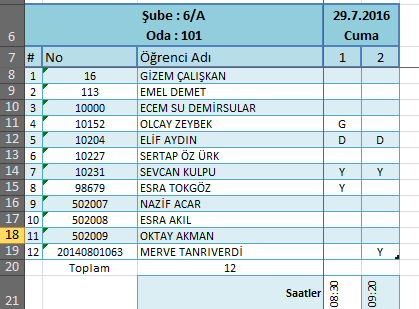 6 Şube : 6/A 29.7.2016
Oda : 101 Cuma
7 # No Öğrenci Adı 1 2
8 1 16 GİZEM ÇALIŞKAN
9 2 113 EMEL DEMET
10 3 10000 ECEM SU DEMİRSULAR
11 4 10152 OLCAY ZEYBEK G
12 5 10204 ELİF AYDIN D D
13 6 10227 SERTAP ÖZ ÜRK
14 7 10231 SEVCAN KULPU Y Y
15 8 98679 ESRA TOKGÖZ Y
16 9 502007 NAZİF ACAR
17 10 502008 ESRA AKIL
18 11 502009 OKTAY AKMAN
19 12 20140801063 MERVE TANRIVERDİ Y
20 Toplam 12
21 Saatler 08:30 09:20